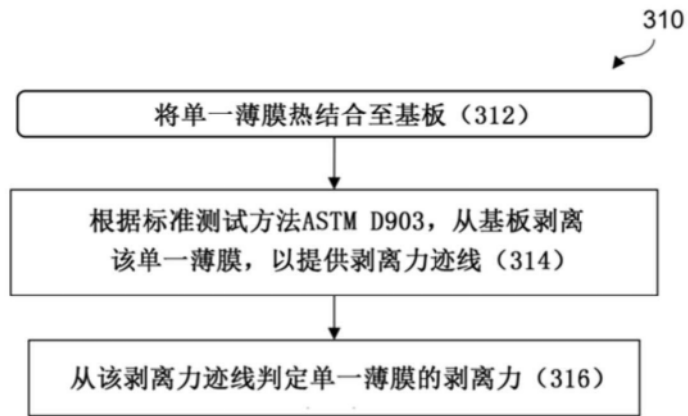 310
将单一薄膜热结合至基板（312）
根据标准测试方法ASTM D903，从基板剥离
该单一薄膜，以提供剥离力迹线（314）
从该剥离力迹线判定单一薄膜的剥离力（316）